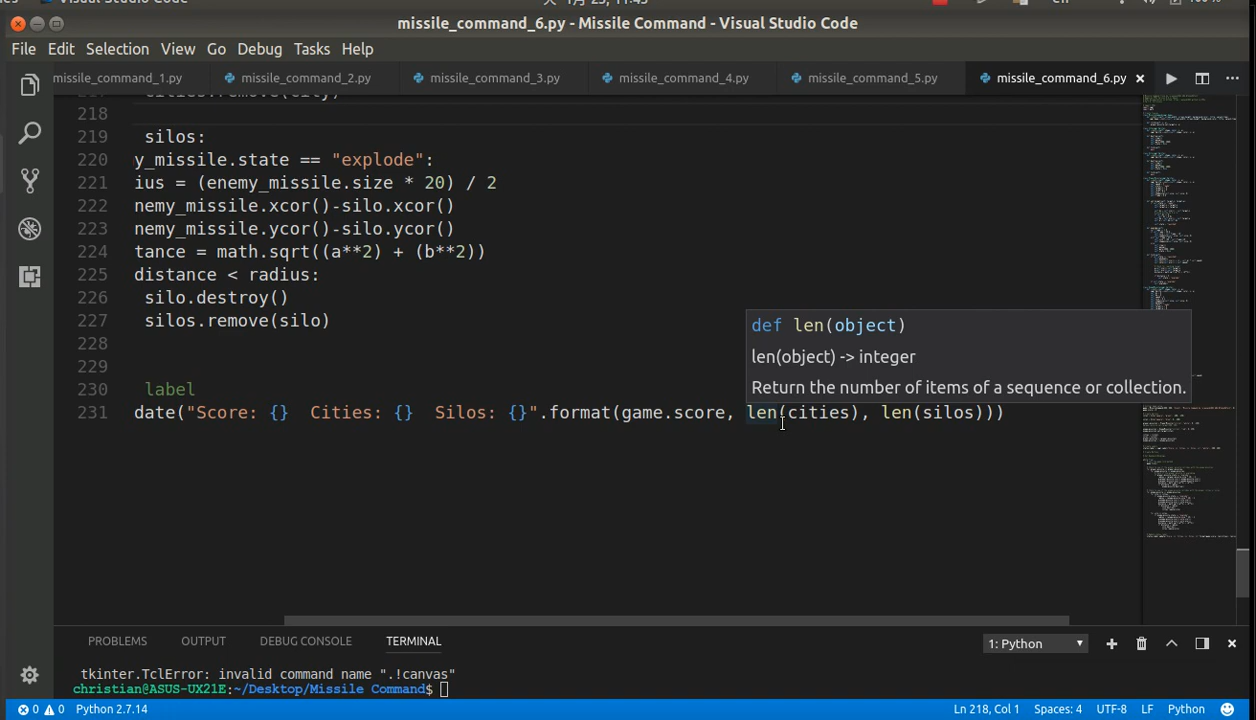 missile_command_6.py - Missile Command - Visual Studio Code
File Edit Selection View Go Debug Tasks Help
missile_command_1.py missile_command_2.py missile_command_3.py missile_command_4.py missile_command_5.py missile_command_6.py
218
219 silos:
220 y_missile.state == "explode":
221 ius = (enemy_missile.size * 20) / 2
222 nemy_missile.xcor()-silo.xcor()
223 nemy_missile.ycor()-silo.ycor()
224 tance = math.sqrt((a**2) + (b**2))
225 distance < radius:
226 silo.destroy()
227 silos.remove(silo)
228
def len(object)
len(object) -> integer
Return the number of items of a sequence or collection.
229
230 label
231 date("Score: {}  Cities: {}  Silos: {}".format(game.score, len(cities), len(silos)))
PROBLEMS OUTPUT DEBUG CONSOLE TERMINAL 1: Python
tkinter.TclError: invalid command name ".!canvas"
christian@ASUS-UX21E:~/Desktop/Missile Command$
0 0 Python 2.7.14 Ln 218, Col 1 Spaces: 4 UTF-8 LF Python